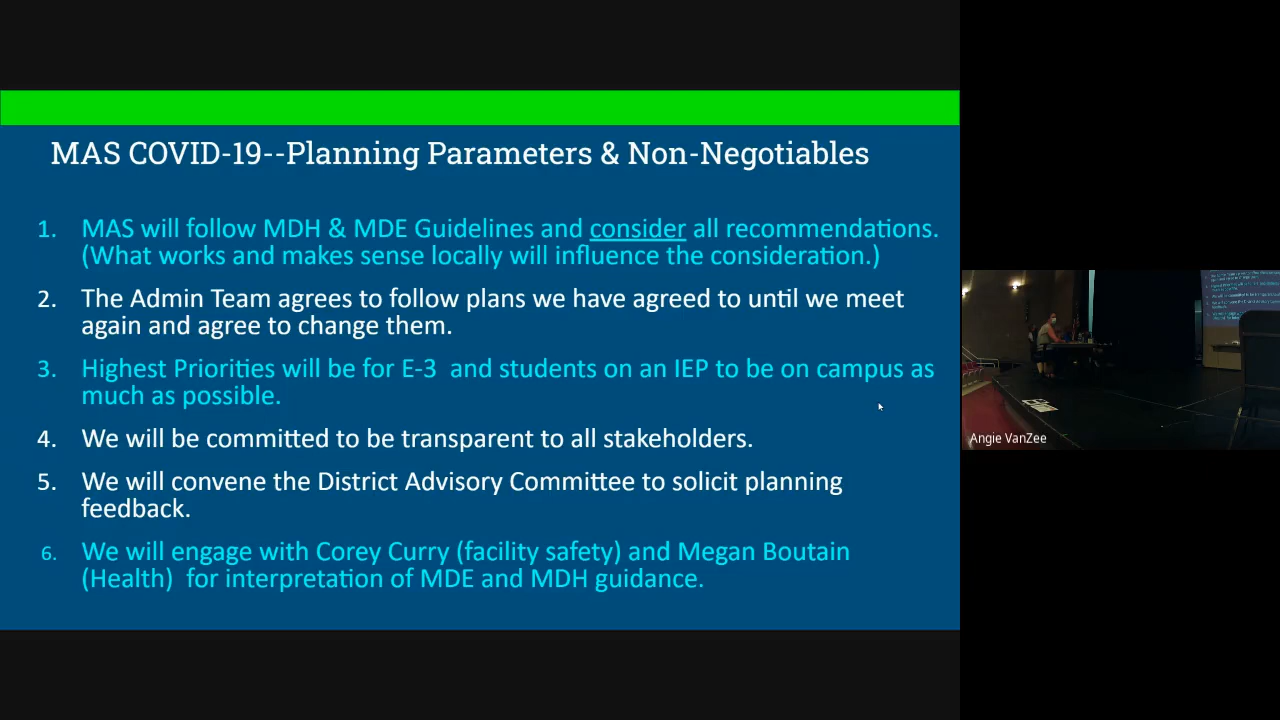 MAS COVID-19--Planning Parameters & Non-Negotiables
1. MAS will follow MDH & MDE Guidelines and consider all recommendations.
(What works and makes sense locally will influence the consideration.)
2. The Admin Team agrees to follow plans we have agreed to until we meet
again and agree to change them.
3. Highest Priorities will be for E-3  and students on an IEP to be on campus as
much as possible.
4. We will be committed to be transparent to all stakeholders.
5. We will convene the District Advisory Committee to solicit planning
feedback.
6. We will engage with Corey Curry (facility safety) and Megan Boutain
(Health)  for interpretation of MDE and MDH guidance.
Angie VanZee